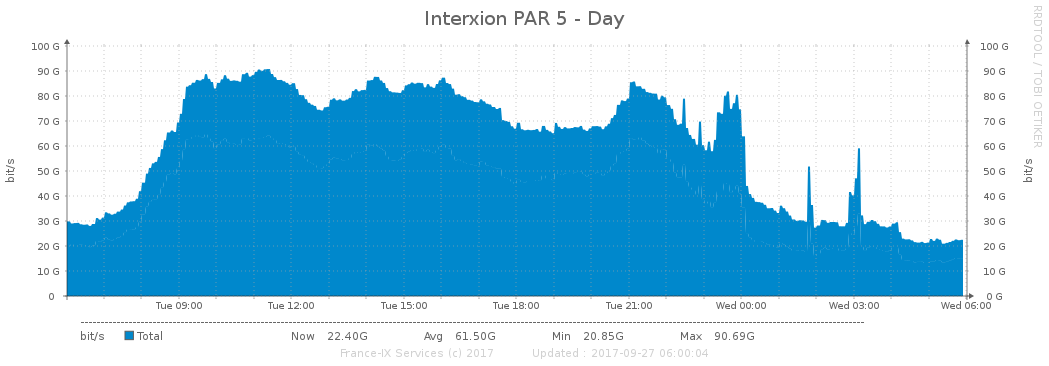 Interxion PAR 5 - Day
RRDTOOL / TOBI OETIKER
100 G 100 G
90 G 90 G
80 G 80 G
70 G 70 G
60 G 60 G
50 G 50 G
40 G 40 G
30 G 30 G
20 G 20 G
10 G 10 G
0 0 G
bit/s
bit/s
Tue 09:00 Tue 12:00 Tue 15:00 Tue 18:00 Tue 21:00 Wed 00:00 Wed 03:00 Wed 06:00
bit/s Total Now 22.40G Avg 61.50G Min 20.85G Max 90.69G
France-IX Services (c) 2017 Updated : 2017-09-27 06:00:04